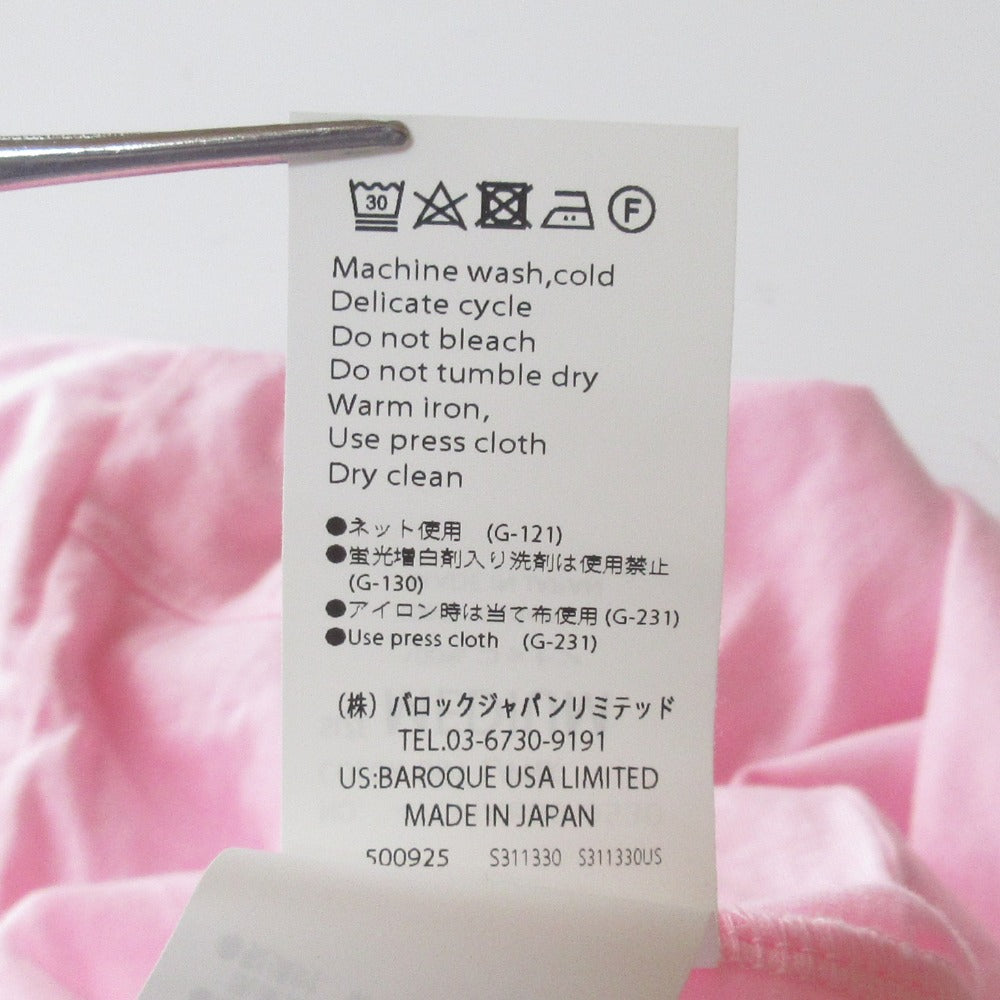 30 F
Machine wash,cold
Delicate cycle
Do not bleach
Do not tumble dry
Warm iron,
Use press cloth
Dry clean
●ネット使用 (G-121)
●蛍光増白剤入り洗剤は使用禁止
(G-130)
●アイロン時は当て布使用 (G-231)
●Use press cloth (G-231)
(株) バロックジャパンリミテッド
TEL.03-6730-9191
US:BAROQUE USA LIMITED
MADE IN JAPAN
500925 S311330 S311330US